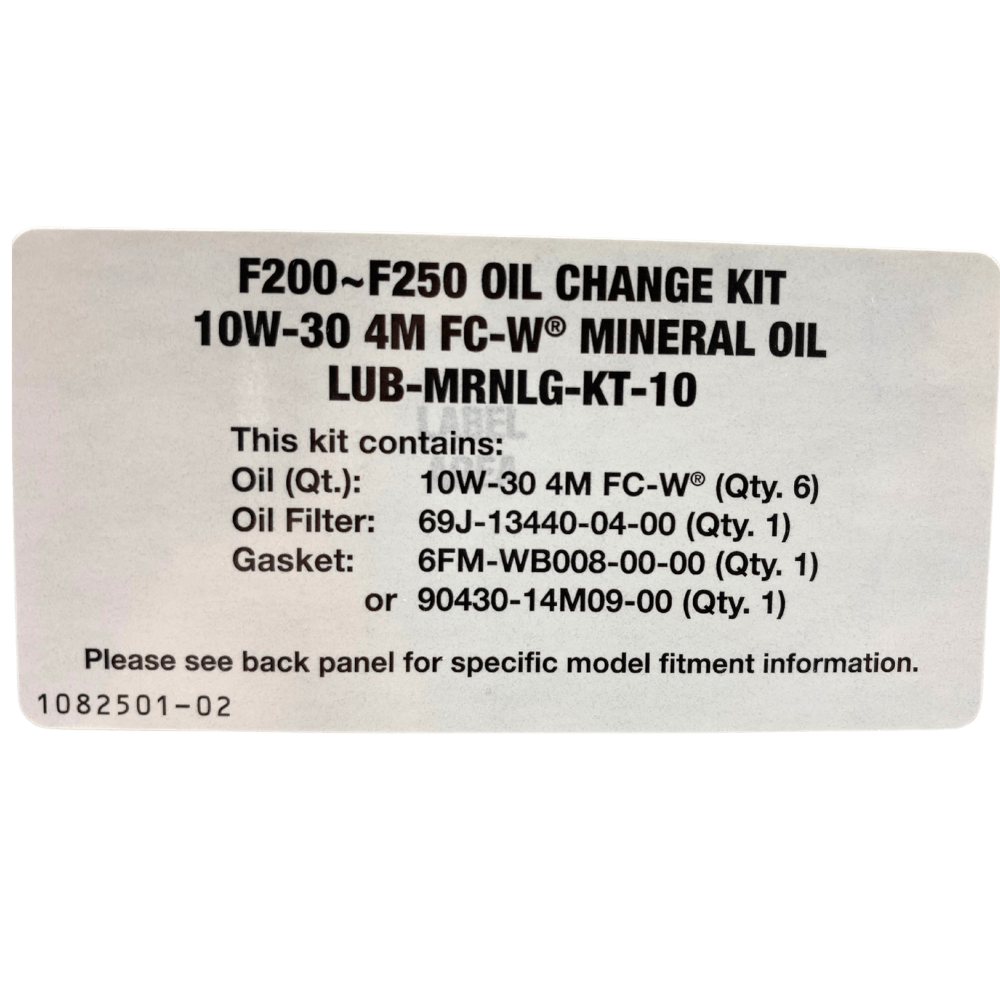 F200~F250 OIL CHANGE KIT
10W-30 4M FC-W® MINERAL OIL
LUB-MRNLG-KT-10
LABEL
AREA
This kit contains:
Oil (Qt.): 10W-30 4M FC-W® (Qty. 6)
Oil Filter: 69J-13440-04-00 (Qty. 1)
Gasket: 6FM-WB008-00-00 (Qty. 1)
or 90430-14M09-00 (Qty. 1)
Please see back panel for specific model fitment information.
1082501-02